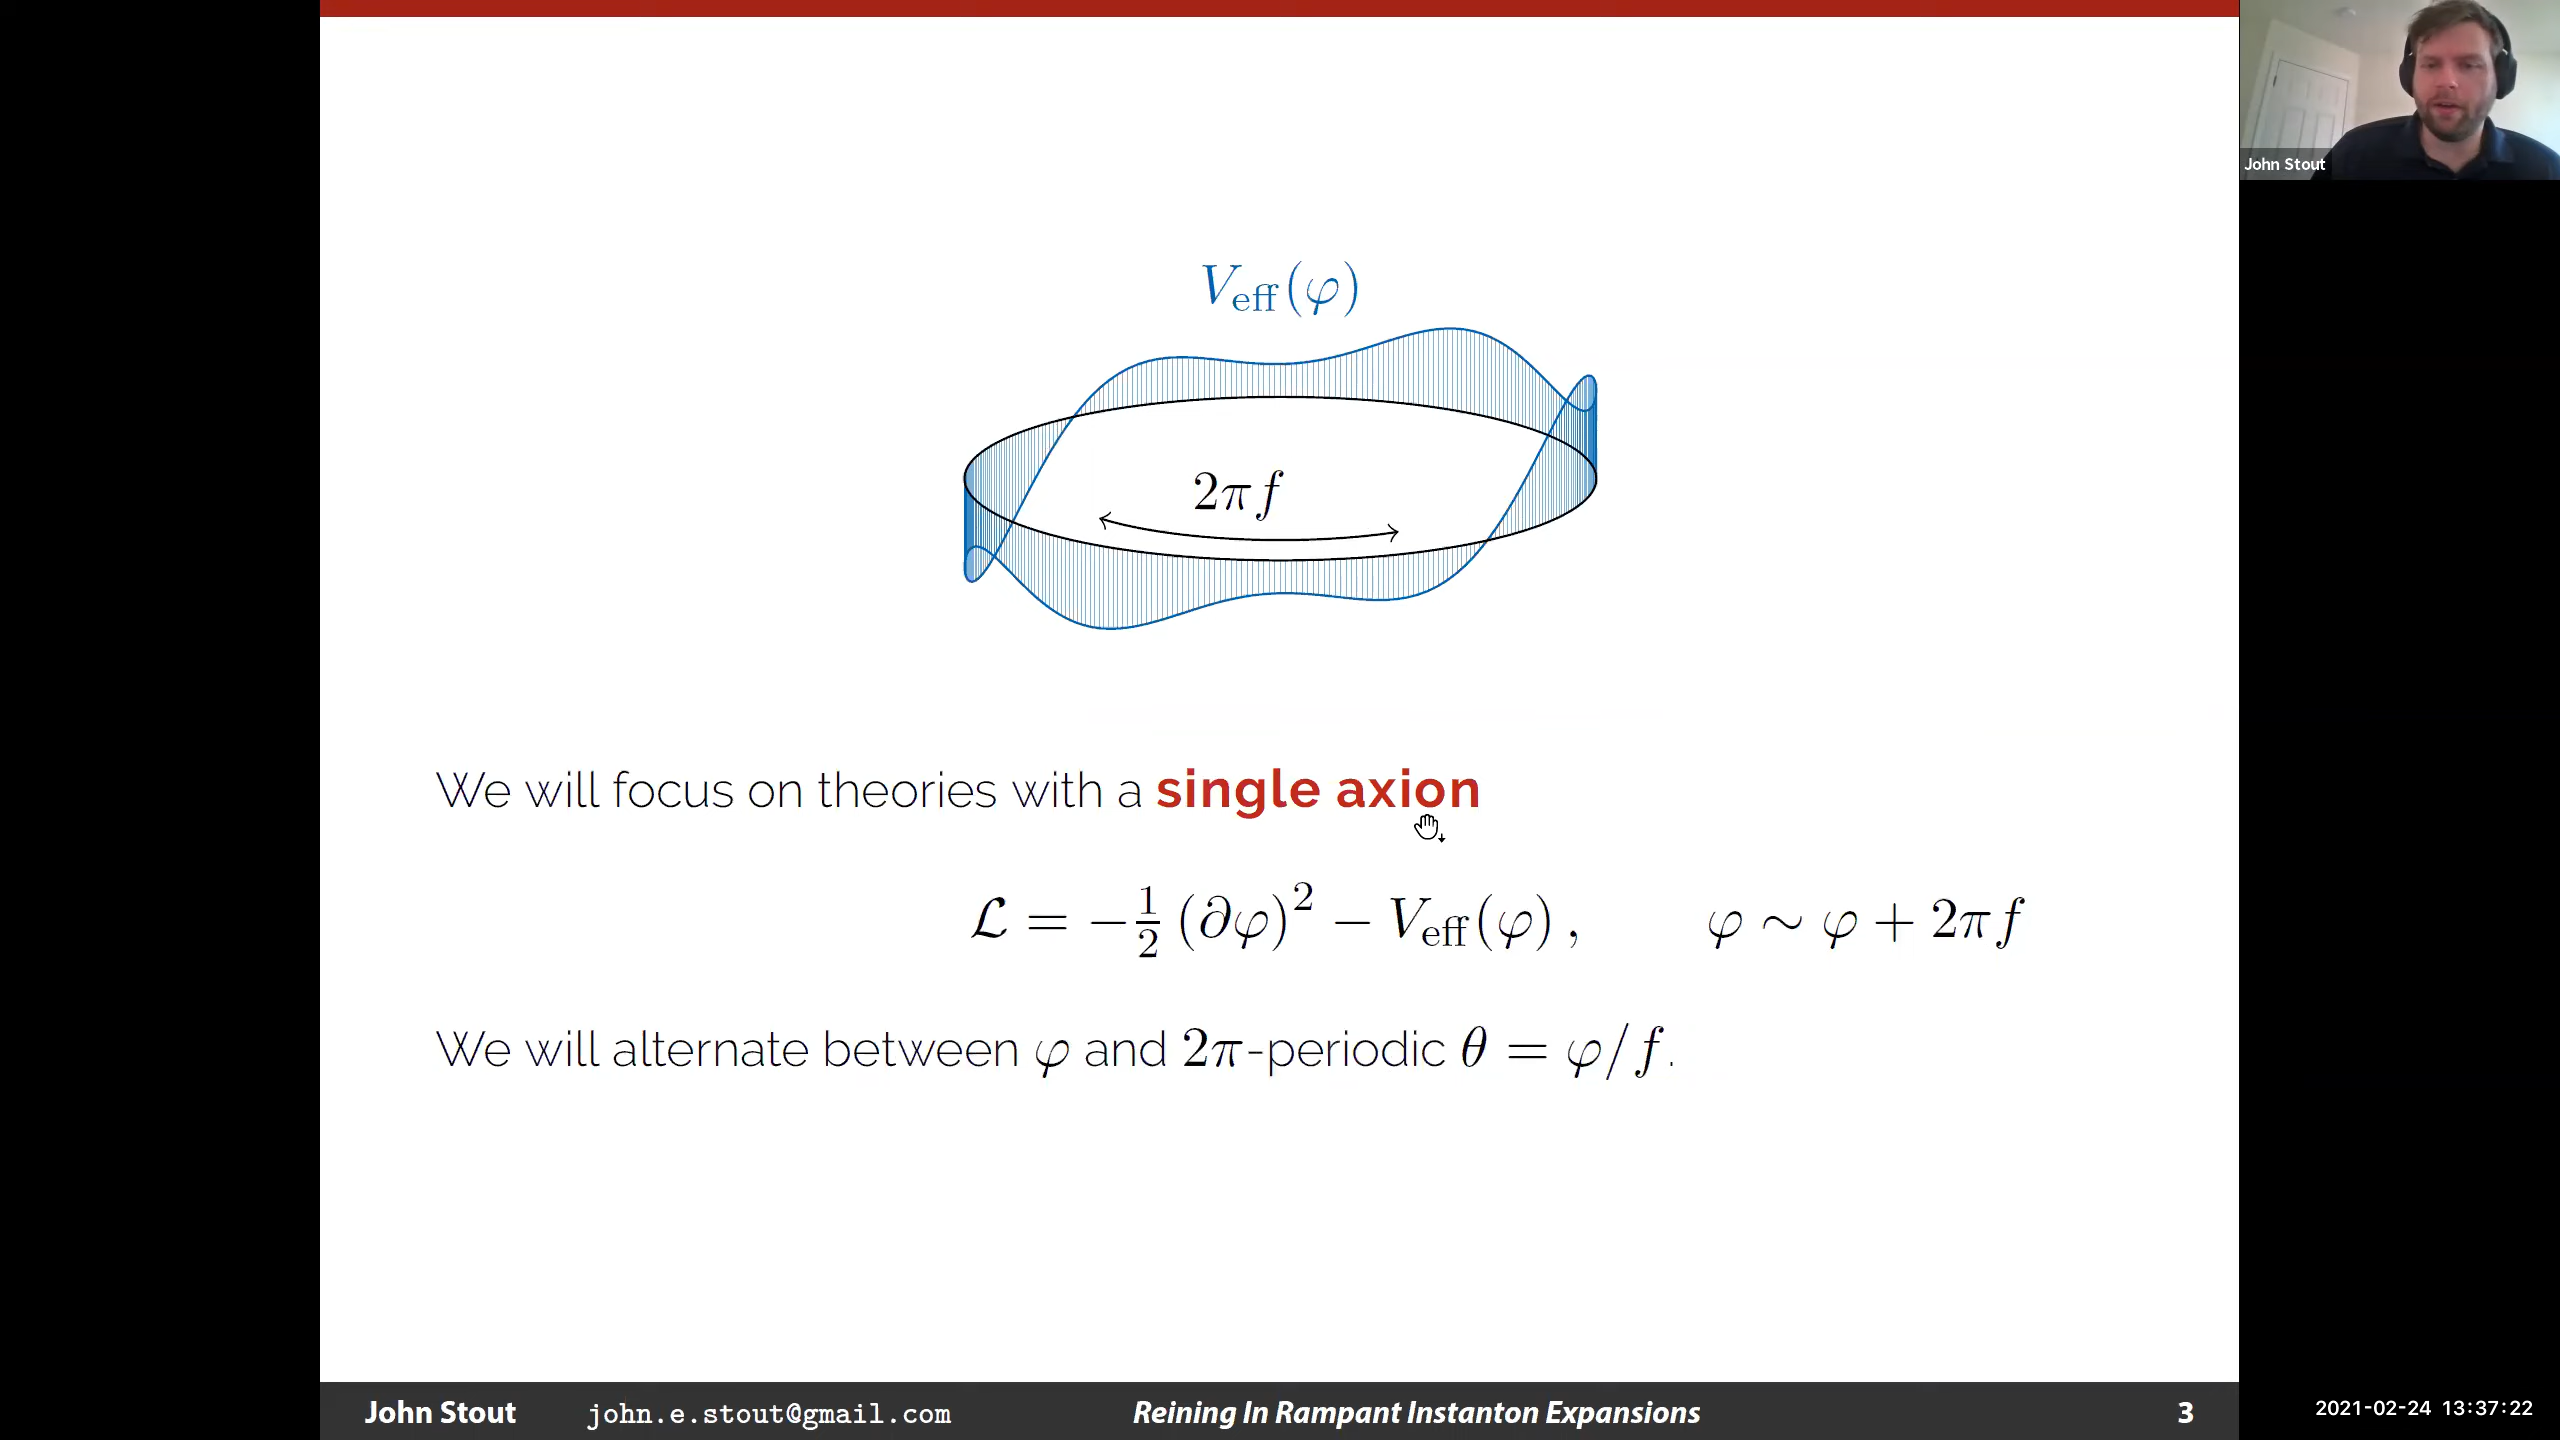 John Stout
V_eff(φ)
2πf
We will focus on theories with a single axion
ℒ = −½ (∂φ)² − V_eff(φ) ,  φ ∼ φ + 2πf
We will alternate between φ and 2π-periodic θ = φ/f.
John Stout john.e.stout@gmail.com Reining In Rampant Instanton Expansions 3
2021-02-24 13:37:22